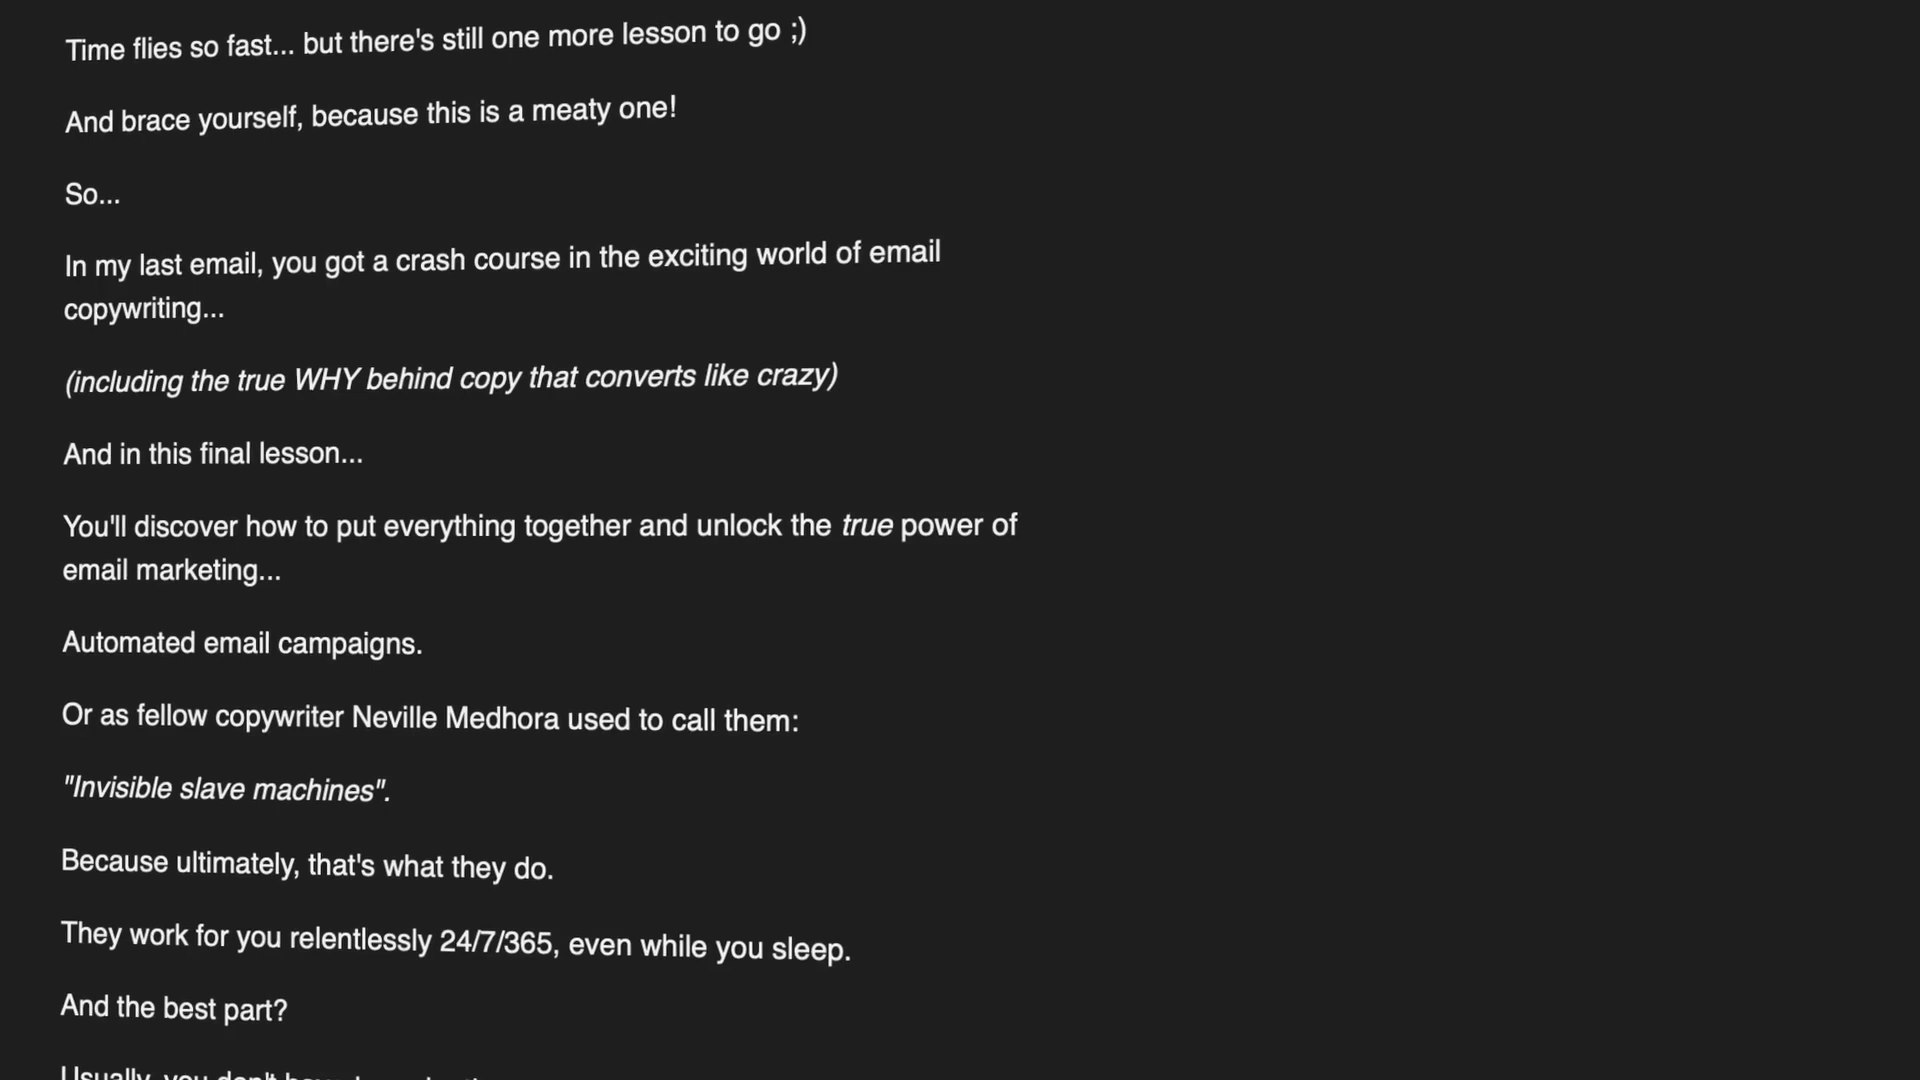 Time flies so fast... but there's still one more lesson to go ;)
And brace yourself, because this is a meaty one!
So...
In my last email, you got a crash course in the exciting world of email
copywriting...
(including the true WHY behind copy that converts like crazy)
And in this final lesson...
You'll discover how to put everything together and unlock the true power of
email marketing...
Automated email campaigns.
Or as fellow copywriter Neville Medhora used to call them:
"Invisible slave machines".
Because ultimately, that's what they do.
They work for you relentlessly 24/7/365, even while you sleep.
And the best part?
Usually, you don't